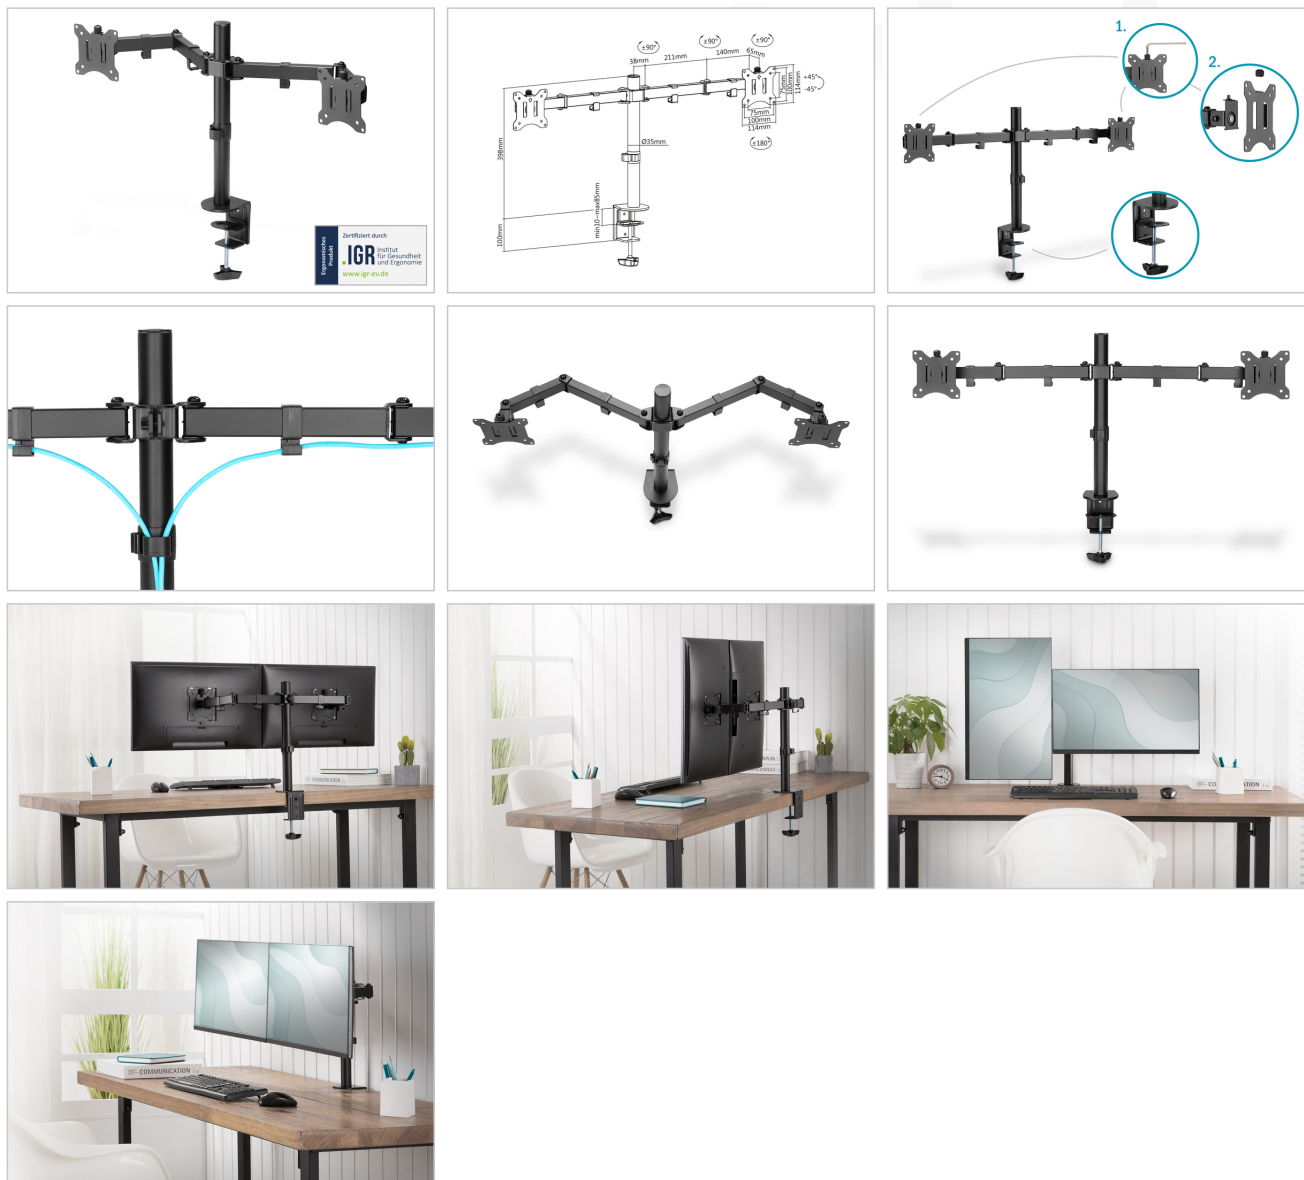 Ergonomisches
Produkt
Zertifiziert durch
IGR Institut
für Gesundheit
und Ergonomie
www.igr-ev.de
±90°
±90°
±90°
38mm
211mm
140mm
65mm
75mm
100mm
114mm
+45°
-45°
75mm
100mm
114mm
±180°
Ø35mm
398mm
min10~max85mm
100mm
1.
2.
COMMUNICATION
COMMUNICATION